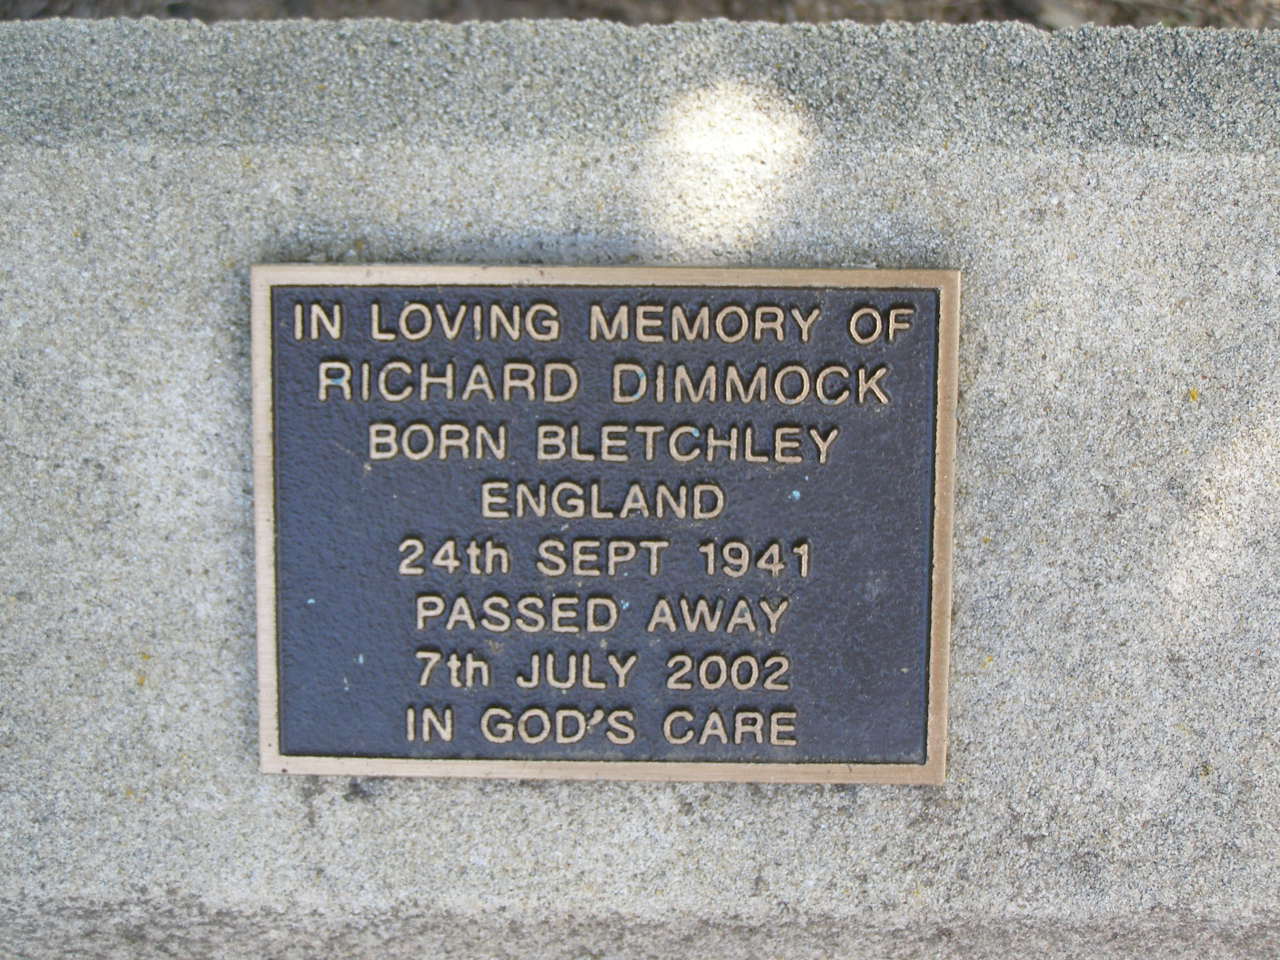 IN LOVING MEMORY OF
RICHARD DIMMOCK
BORN BLETCHLEY
ENGLAND
24th SEPT 1941
PASSED AWAY
7th JULY 2002
IN GOD'S CARE